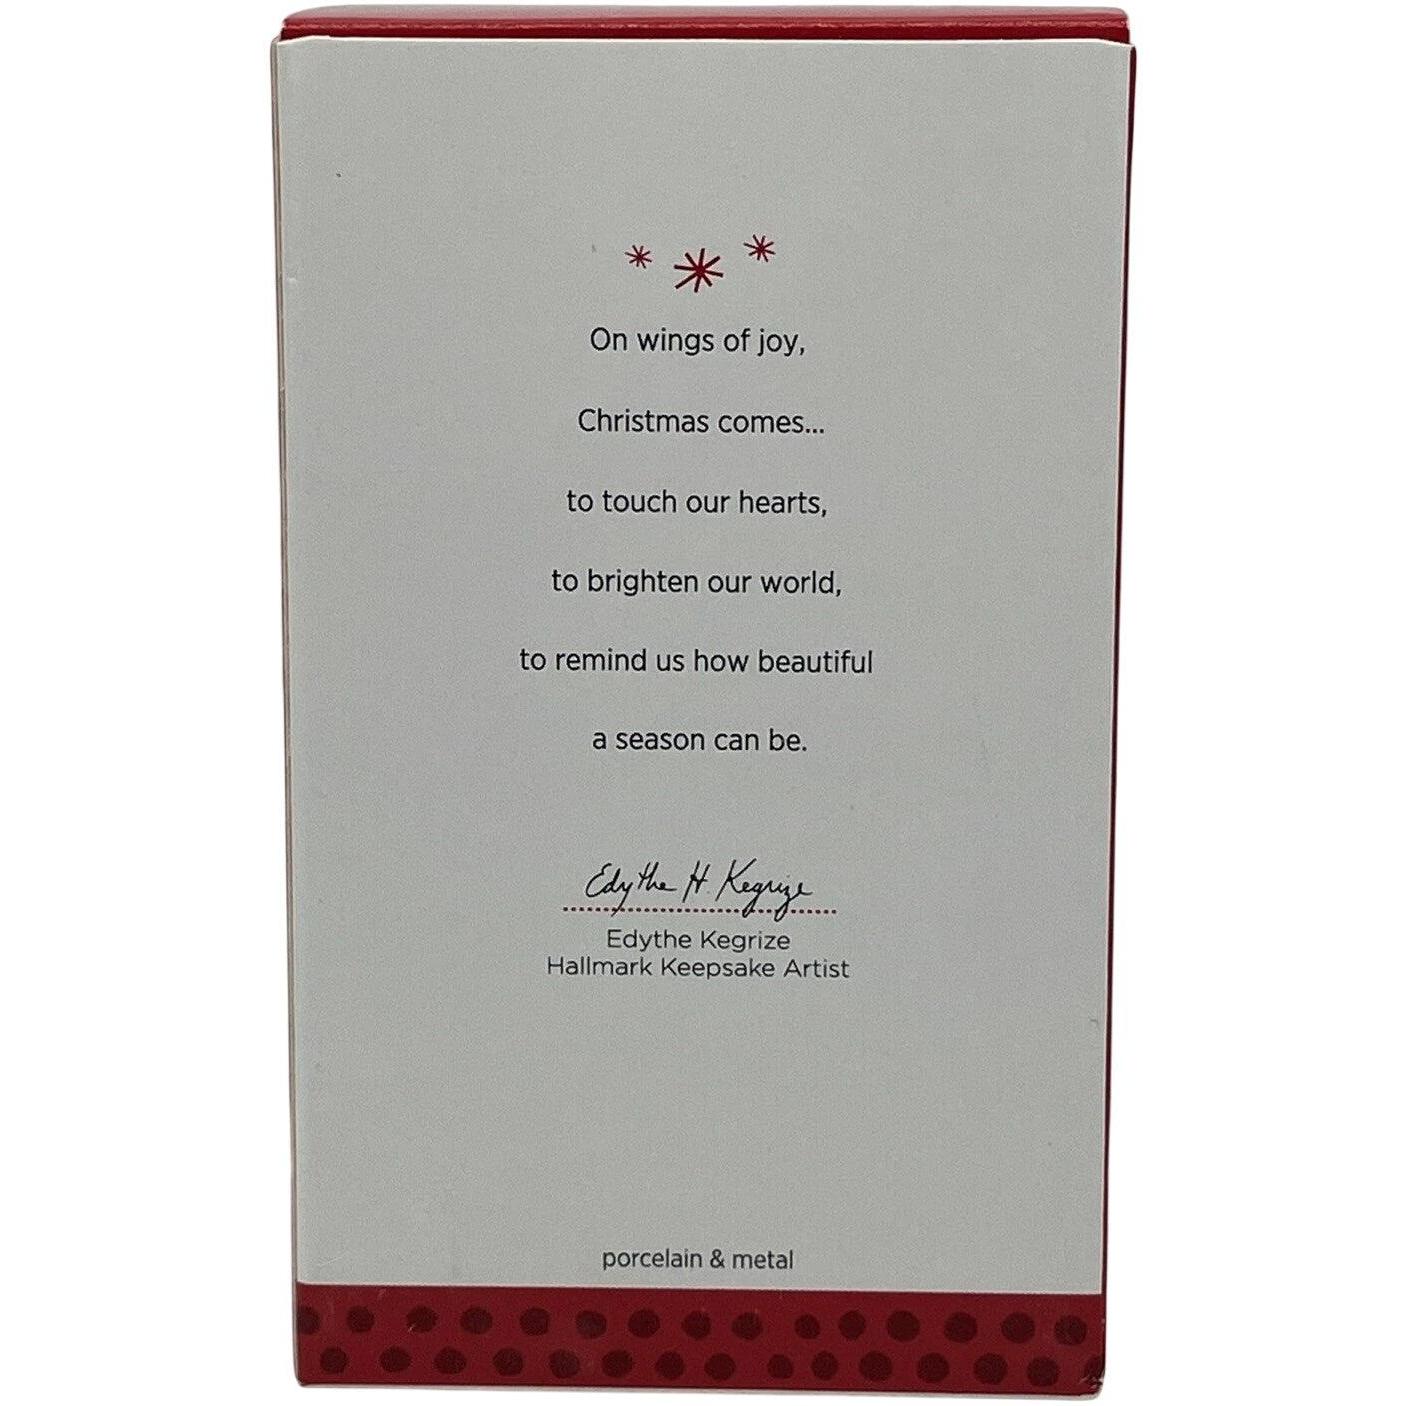 On wings of joy,
Christmas comes...
to touch our hearts,
to brighten our world,
to remind us how beautiful
a season can be.
Edythe H. Kegrize
Edythe Kegrize
Hallmark Keepsake Artist
porcelain & metal